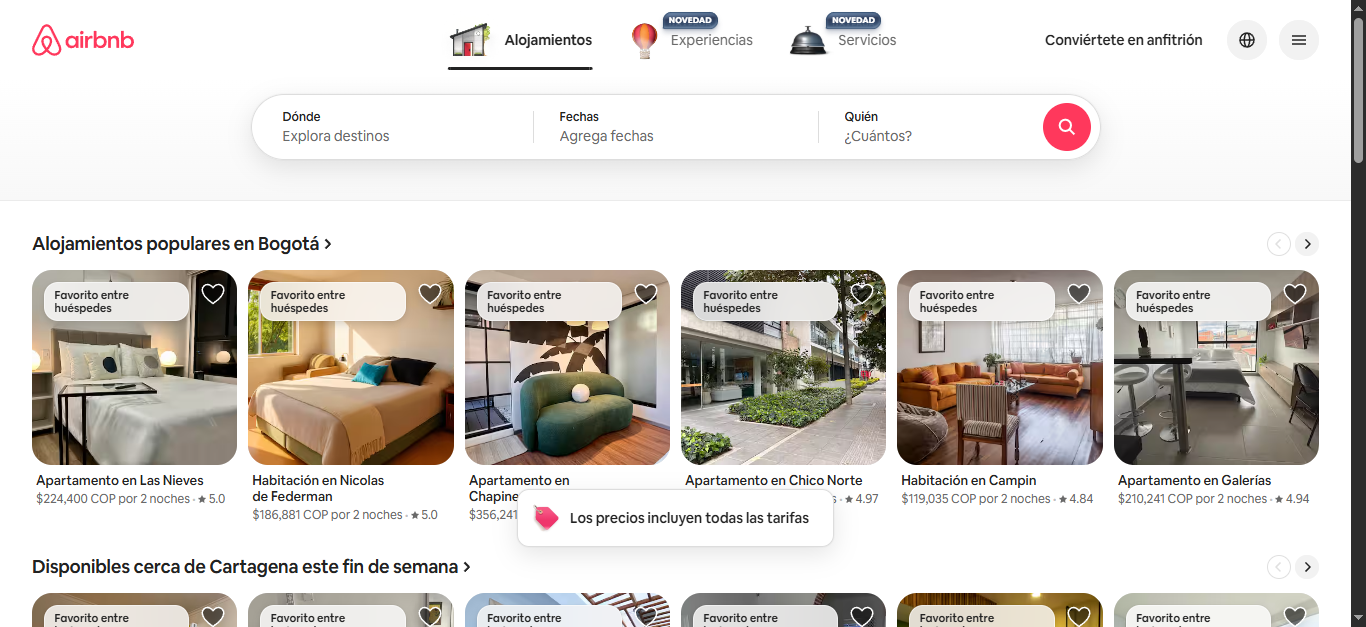 airbnb
Alojamientos
NOVEDAD
Experiencias
NOVEDAD
Servicios
Conviértete en anfitrión
Dónde
Explora destinos
Fechas
Agrega fechas
Quién
¿Cuántos?
Alojamientos populares en Bogotá
Favorito entre
huéspedes
Favorito entre
huéspedes
Favorito entre
huéspedes
Favorito entre
huéspedes
Favorito entre
huéspedes
Favorito entre
huéspedes
Apartamento en Las Nieves
$224,400 COP por 2 noches · ★ 5.0
Habitación en Nicolas
de Federman
$186,881 COP por 2 noches · ★ 5.0
Apartamento en
$356,241
Apartamento en Chico Norte
★ 4.97
Habitación en Campin
$119,035 COP por 2 noches · ★ 4.84
Apartamento en Galerías
$210,241 COP por 2 noches · ★ 4.94
Los precios incluyen todas las tarifas
Disponibles cerca de Cartagena este fin de semana
Favorito entre
Favorito entre
Favorito entre
Favorito entre
Favorito entre
Favorito entre